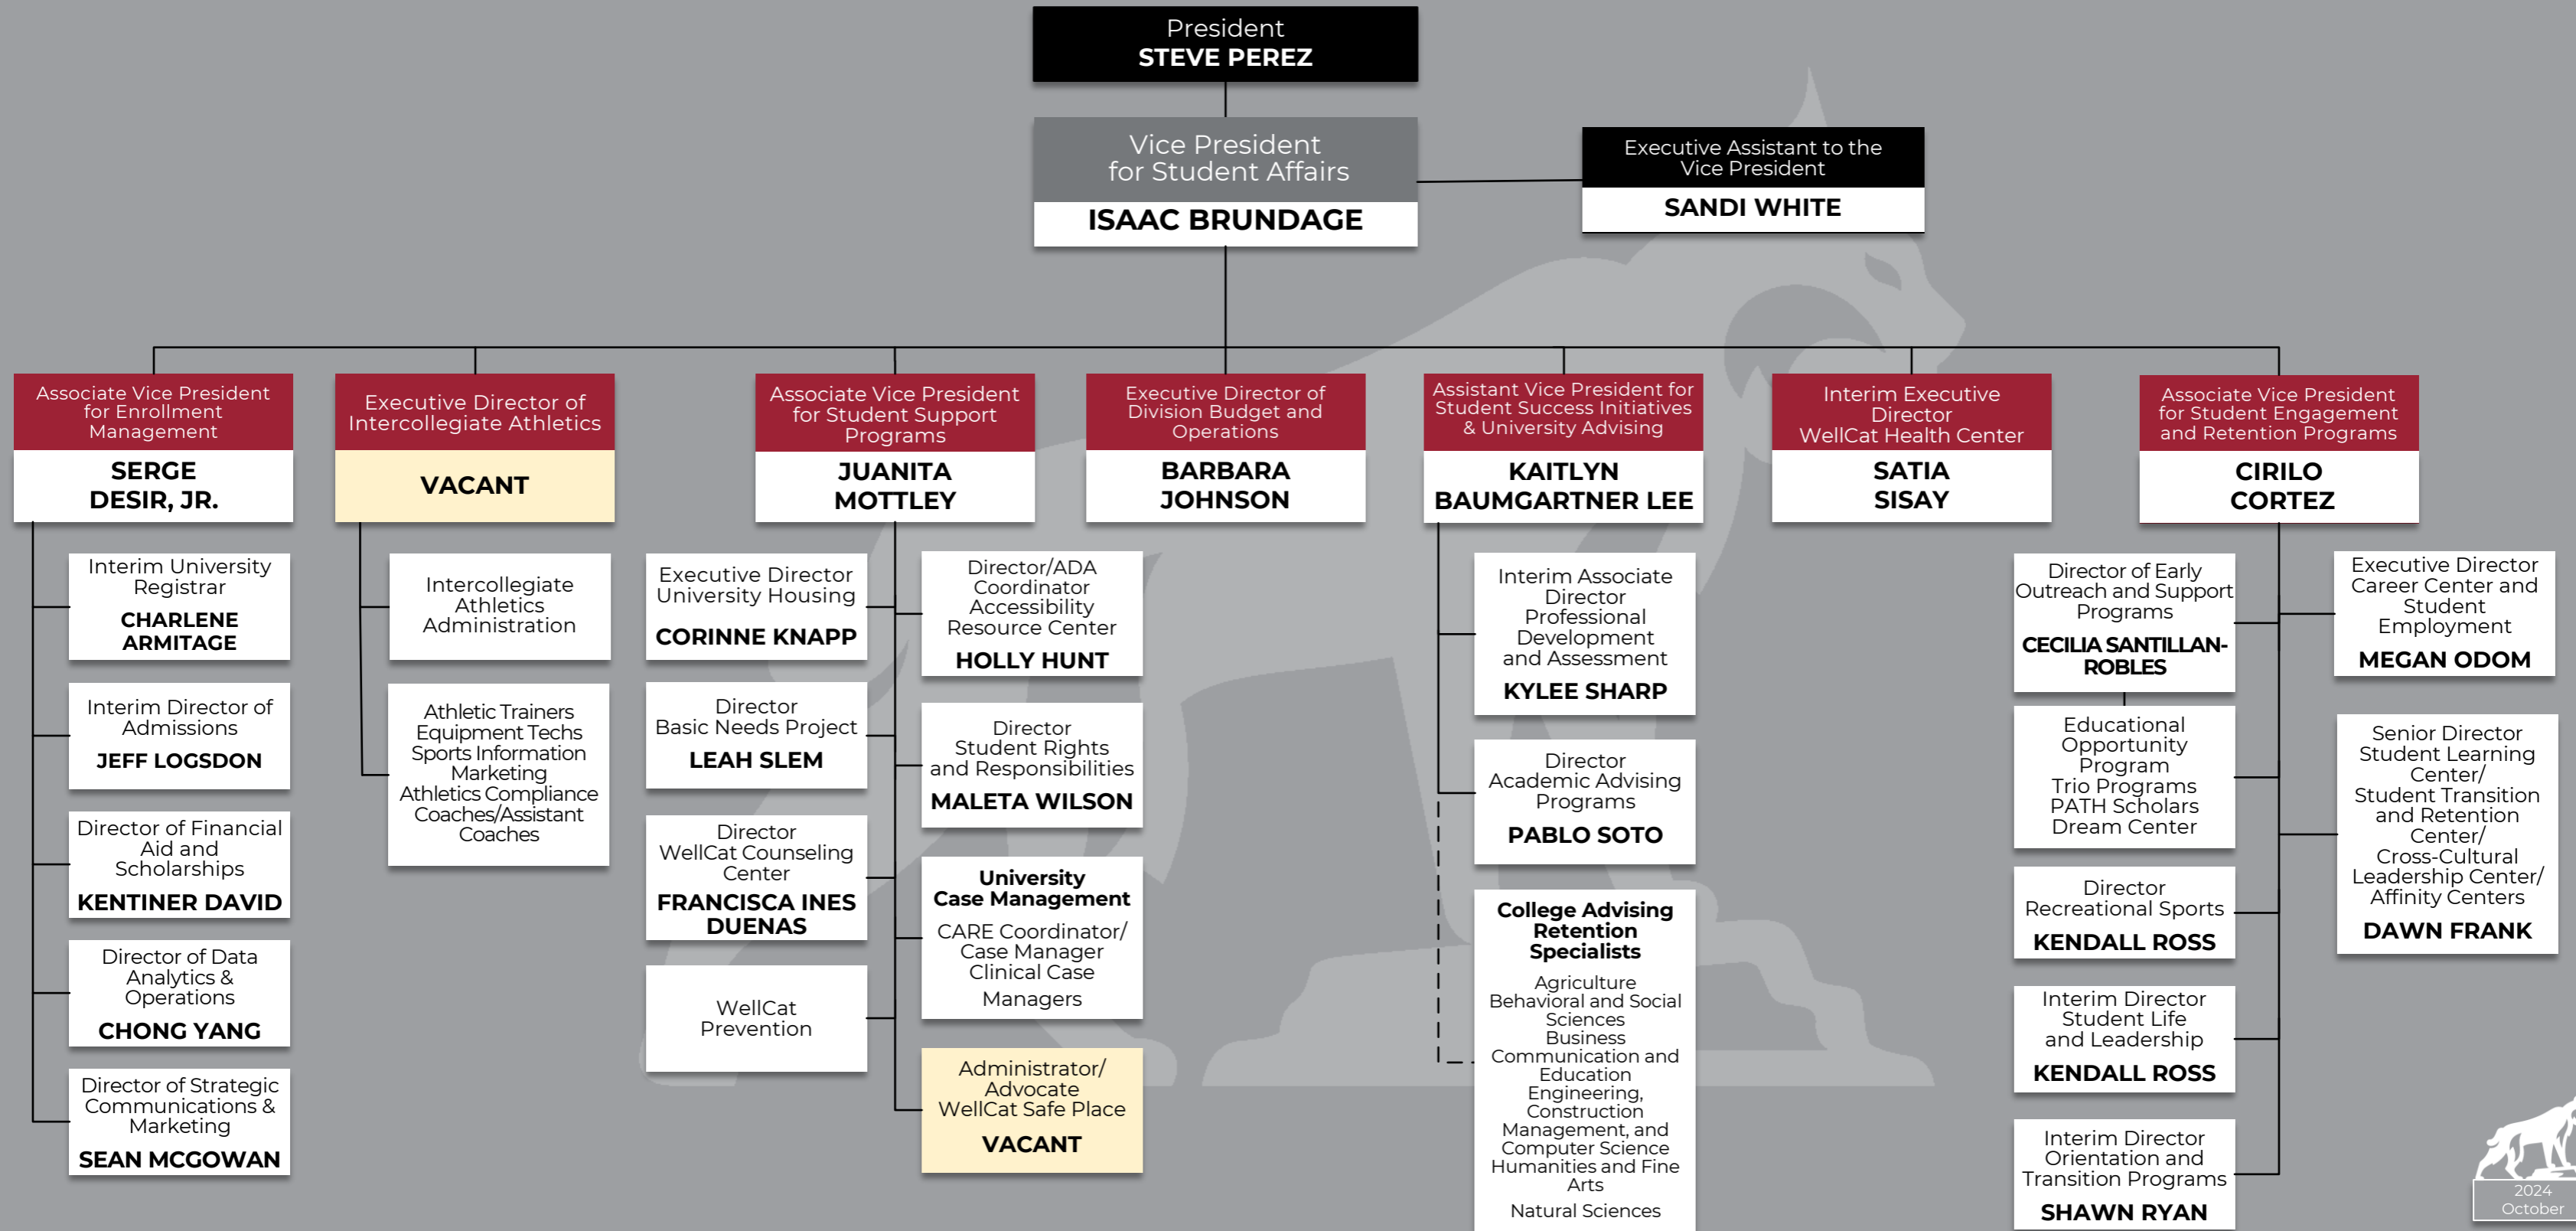 President
STEVE PEREZ
Vice President
for Student Affairs
ISAAC BRUNDAGE
Executive Assistant to the
Vice President
SANDI WHITE
Associate Vice President
for Enrollment
Management
SERGE
DESIR, JR.
Interim University
Registrar
CHARLENE
ARMITAGE
Interim Director of
Admissions
JEFF LOGSDON
Director of Financial
Aid and
Scholarships
KENTINER DAVID
Director of Data
Analytics &
Operations
CHONG YANG
Director of Strategic
Communications &
Marketing
SEAN MCGOWAN
Executive Director of
Intercollegiate Athletics
VACANT
Intercollegiate
Athletics
Administration
Athletic Trainers
Equipment Techs
Sports Information
Marketing
Athletics Compliance
Coaches/Assistant
Coaches
Associate Vice President
for Student Support
Programs
JUANITA
MOTTLEY
Executive Director
University Housing
CORINNE KNAPP
Director
Basic Needs Project
LEAH SLEM
Director
WellCat Counseling
Center
FRANCISCA INES
DUENAS
WellCat
Prevention
Director/ADA
Coordinator
Accessibility
Resource Center
HOLLY HUNT
Director
Student Rights
and Responsibilities
MALETA WILSON
University
Case Management
CARE Coordinator/
Case Manager
Clinical Case
Managers
Administrator/
Advocate
WellCat Safe Place
VACANT
Executive Director of
Division Budget and
Operations
BARBARA
JOHNSON
Assistant Vice President for
Student Success Initiatives
& University Advising
KAITLYN
BAUMGARTNER LEE
Interim Associate
Director
Professional
Development
and Assessment
KYLEE SHARP
Director
Academic Advising
Programs
PABLO SOTO
College Advising
Retention
Specialists
Agriculture
Behavioral and Social
Sciences
Business
Communication and
Education
Engineering,
Construction
Management, and
Computer Science
Humanities and Fine
Arts
Natural Sciences
Interim Executive
Director
WellCat Health Center
SATIA
SISAY
Associate Vice President
for Student Engagement
and Retention Programs
CIRILO
CORTEZ
Director of Early
Outreach and Support
Programs
CECILIA SANTILLAN-
ROBLES
Educational
Opportunity
Program
Trio Programs
PATH Scholars
Dream Center
Director
Recreational Sports
KENDALL ROSS
Interim Director
Student Life
and Leadership
KENDALL ROSS
Interim Director
Orientation and
Transition Programs
SHAWN RYAN
Executive Director
Career Center and
Student
Employment
MEGAN ODOM
Senior Director
Student Learning
Center/
Student Transition
and Retention
Center/
Cross-Cultural
Leadership Center/
Affinity Centers
DAWN FRANK
2024
October